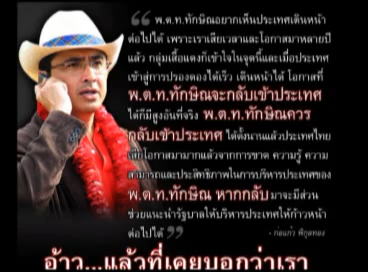 “ พ.ต.ท.ทักษิณอยากเห็นประเทศเดินหน้า
ต่อไปได้ เพราะเราเสียเวลาและโอกาสมาหลายปี
แล้ว กลุ่มเสื้อแดงก็เข้าใจในจุดนี้และเมื่อประเทศ
เข้าสู่การปรองดองได้เร็ว เดินหน้าได้ โอกาสที่
พ.ต.ท.ทักษิณจะกลับเข้าประเทศ
ได้ก็มีสูงอันที่จริง พ.ต.ท.ทักษิณควร
กลับเข้าประเทศ ได้ตั้งนานแล้วประเทศไทย
เสียโอกาสมามากแล้วจากการขาด ความรู้ ความ
สามารถและประสิทธิภาพในการบริหารประเทศของ
พ.ต.ท.ทักษิณ หากกลับ มาจะมีส่วน
ช่วยแนะนำรัฐบาลให้บริหารประเทศให้ก้าวหน้า
ต่อไปได้ ”
- ก่อแก้ว พิกุลทอง
อ้าว...แล้วที่เคยบอกว่าเรา